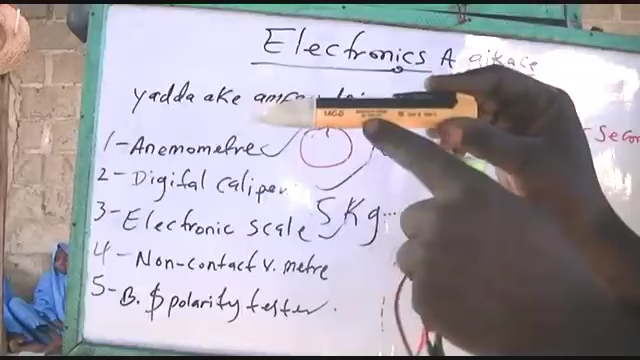 Electronics A aikace
yadda ake
1- Anemometre
2- Digital caliper
3- Electronic scale 5Kg...
4- Non-contact v. metre
5- B. $ polarity tester.